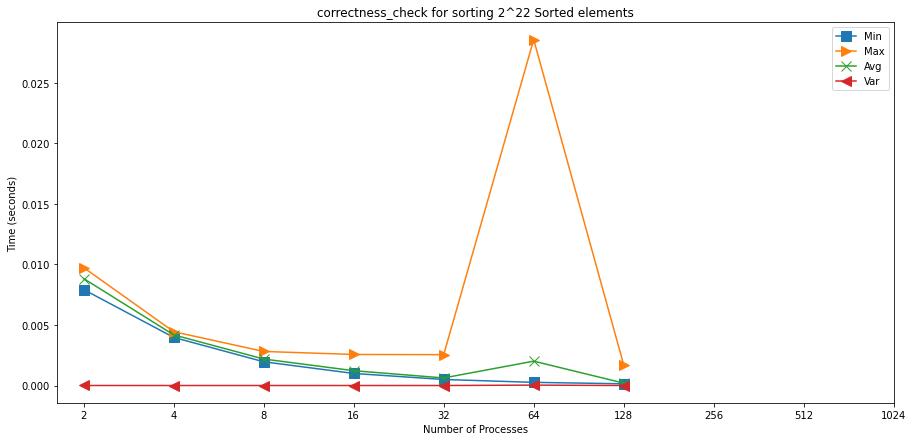 correctness_check for sorting 2^22 Sorted elements
Min
Max
Avg
Var
Time (seconds)
0.025
0.020
0.015
0.010
0.005
0.000
2 4 8 16 32 64 128 256 512 1024
Number of Processes